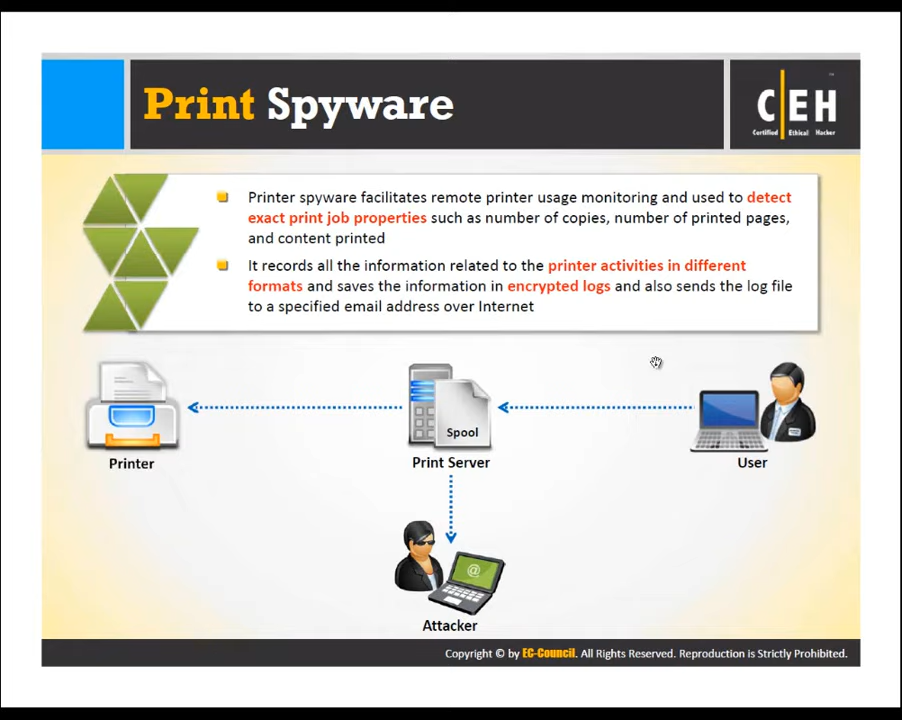 Print Spyware
CEH
™
Certified Ethical Hacker
Printer spyware facilitates remote printer usage monitoring and used to detect
exact print job properties such as number of copies, number of printed pages,
and content printed
It records all the information related to the printer activities in different
formats and saves the information in encrypted logs and also sends the log file
to a specified email address over Internet
Spool
Printer
Print Server
User
@
Attacker
Copyright © by EC-Council. All Rights Reserved. Reproduction is Strictly Prohibited.